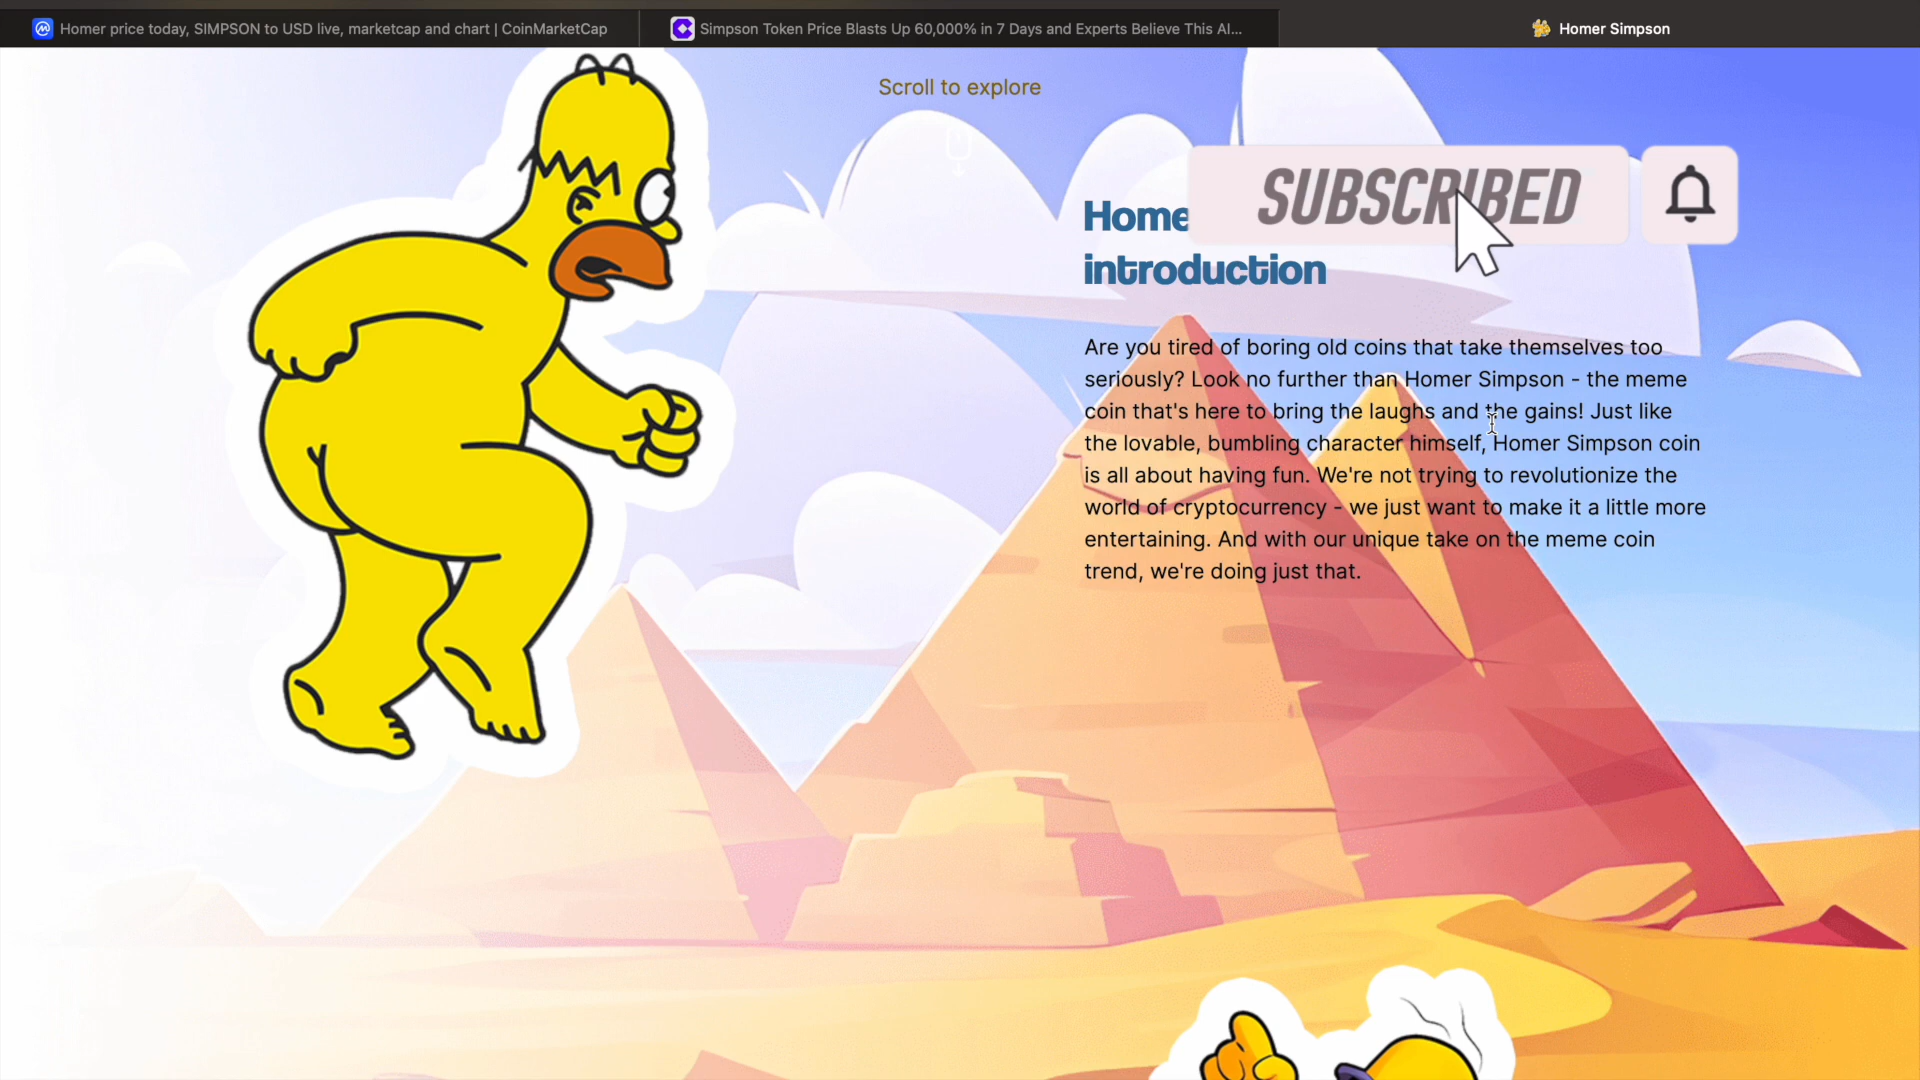 Homer price today, SIMPSON to USD live, marketcap and chart | CoinMarketCap
Simpson Token Price Blasts Up 60,000% in 7 Days and Experts Believe This AI...
Homer Simpson
Scroll to explore
SUBSCRIBED
introduction
Are you tired of boring old coins that take themselves too
seriously? Look no further than Homer Simpson - the meme
coin that's here to bring the laughs and the gains! Just like
the lovable, bumbling character himself, Homer Simpson coin
is all about having fun. We're not trying to revolutionize the
world of cryptocurrency - we just want to make it a little more
entertaining. And with our unique take on the meme coin
trend, we're doing just that.